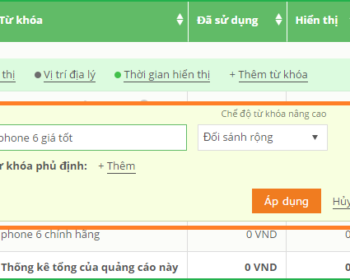 Từ khóa Đã sử dụng Hiển thị
thị Vị trí địa lý Thời gian hiển thị + Thêm từ khóa
Chế độ từ khóa nâng cao
phone 6 giá tốt Đối sánh rộng
khóa phủ định: + Thêm
Áp dụng Hủy
phone 6 chính hãng 0 VND 0
Thống kê tổng của quảng cáo này 0 VND 0